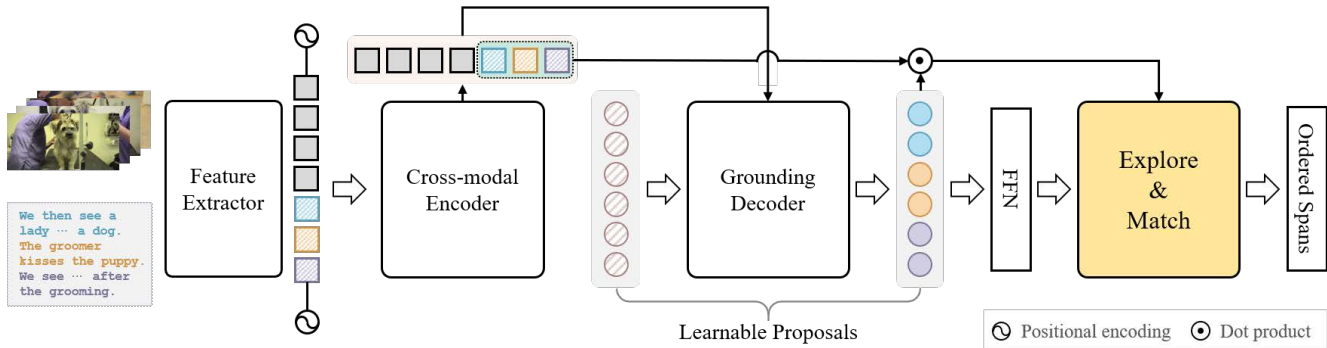 We then see a
lady ··· a dog.
The groomer
kisses the puppy.
We see ··· after
the grooming.
Feature
Extractor
Cross-modal
Encoder
Grounding
Decoder
Learnable Proposals
FFN
Explore
&
Match
Ordered Spans
Positional encoding
Dot product